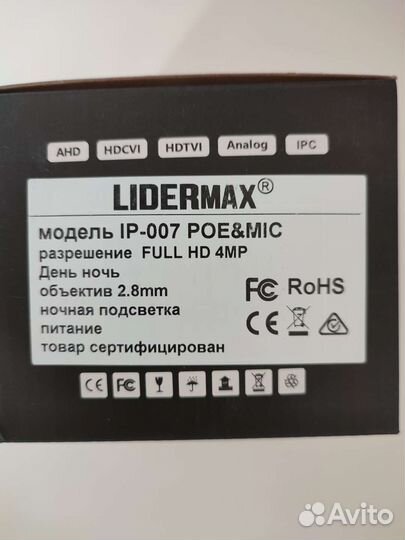 AHD HDCVI HDTVI Analog IPC
LIDERMAX®
модель IP-007 POE&MIC
разрешение FULL HD 4MP
День ночь
объектив 2.8mm
ночная подсветка
питание
товар сертифицирован
FC RoHS
CE
CE FC
Avito